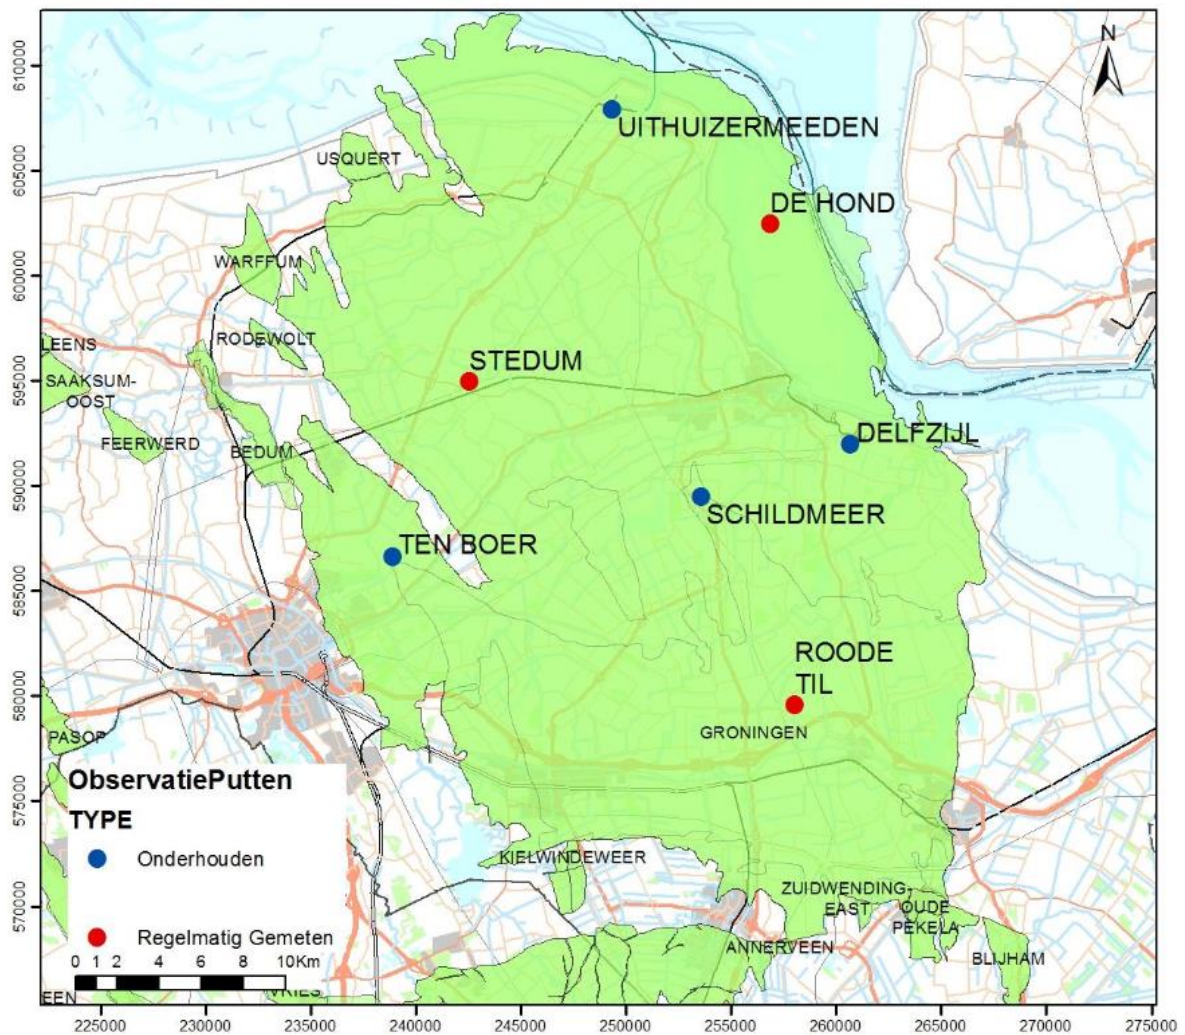 N
610000
605000
600000
595000
590000
585000
580000
575000
570000
UITHUIZERMEEDEN
USQUERT
DE HOND
WARFFUM
RODEWOLT
LEENS
SAAKSUM-
OOST
STEDUM
FEERWERD
BEDUM
DELFZIJL
SCHILDMEER
TEN BOER
ROODE
TIL
GRONINGEN
PASOP
KIELWINDEWEER
ZUIDWENDING-
EAST
OUDE
PEKELA
ANNERVEEN
BLIJHAM
EEN
VRIES
ObservatiePutten
TYPE
Onderhouden
Regelmatig Gemeten
0 1 2 4 6 8 10Km
225000 230000 235000 240000 245000 250000 255000 260000 265000 270000 275000